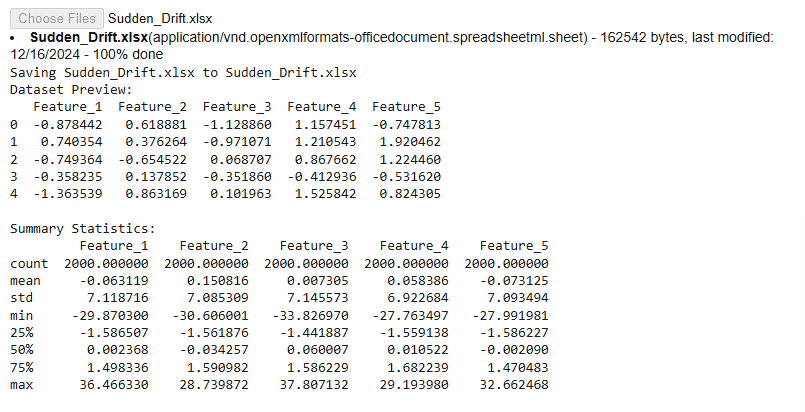 Choose Files Sudden_Drift.xlsx
• Sudden_Drift.xlsx(application/vnd.openxmlformats-officedocument.spreadsheetml.sheet) - 162542 bytes, last modified:
12/16/2024 - 100% done
Saving Sudden_Drift.xlsx to Sudden_Drift.xlsx
Dataset Preview:
   Feature_1  Feature_2  Feature_3  Feature_4  Feature_5
0  -0.878442   0.618881  -1.128860   1.157451  -0.747813
1   0.740354   0.376264  -0.971071   1.210543   1.920462
2  -0.749364  -0.654522   0.068707   0.867662   1.224460
3  -0.358235   0.137852  -0.351860  -0.412936  -0.531620
4  -1.363539   0.863169   0.101963   1.525842   0.824305
Summary Statistics:
         Feature_1    Feature_2    Feature_3    Feature_4    Feature_5
count  2000.000000  2000.000000  2000.000000  2000.000000  2000.000000
mean     -0.063119     0.150816     0.007305     0.058386    -0.073125
std       7.118716     7.085309     7.145573     6.922684     7.093494
min     -29.870300   -30.606001   -33.826970   -27.763497   -27.991981
25%      -1.586507    -1.561876    -1.441887    -1.559138    -1.586227
50%       0.002368    -0.034257     0.060007     0.010522    -0.002090
75%       1.498336     1.590982     1.586229     1.682239     1.470483
max      36.466330    28.739872    37.807132    29.193980    32.662468